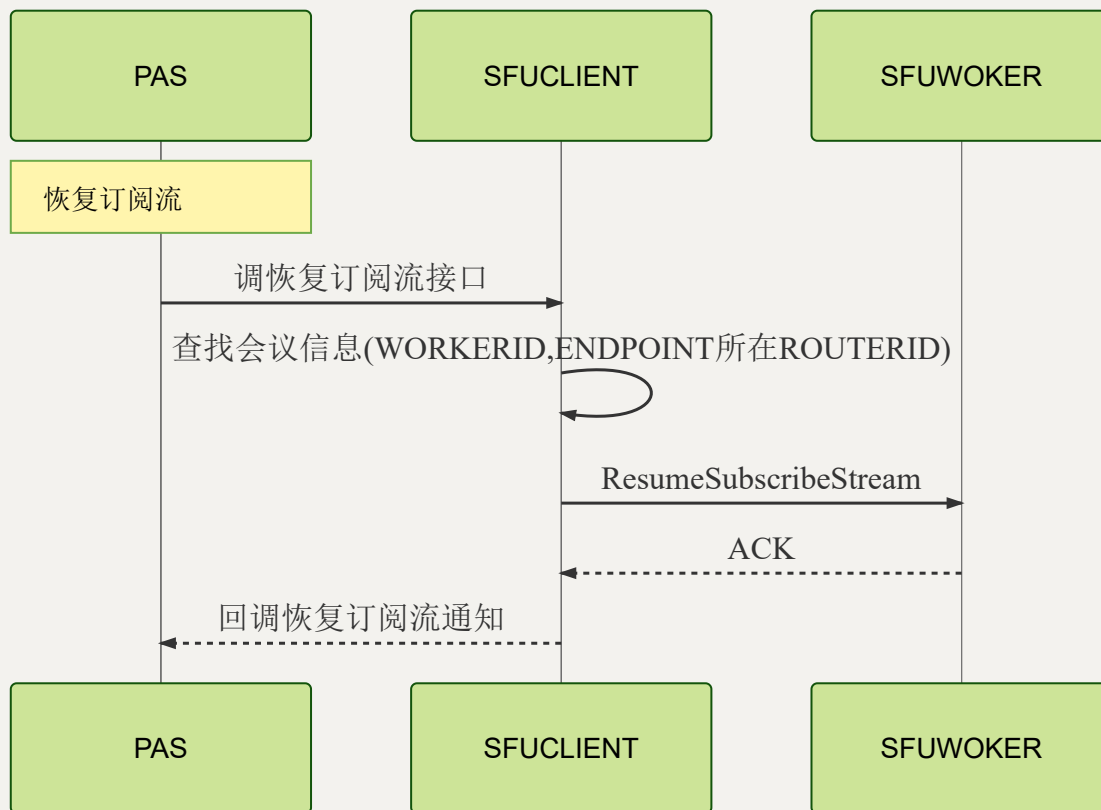 PAS
SFUCLIENT
SFUWOKER
恢复订阅流
调恢复订阅流接口
查找会议信息(WORKERID,ENDPOINT所在ROUTERID)
ResumeSubscribeStream
ACK
回调恢复订阅流通知
PAS
SFUCLIENT
SFUWOKER